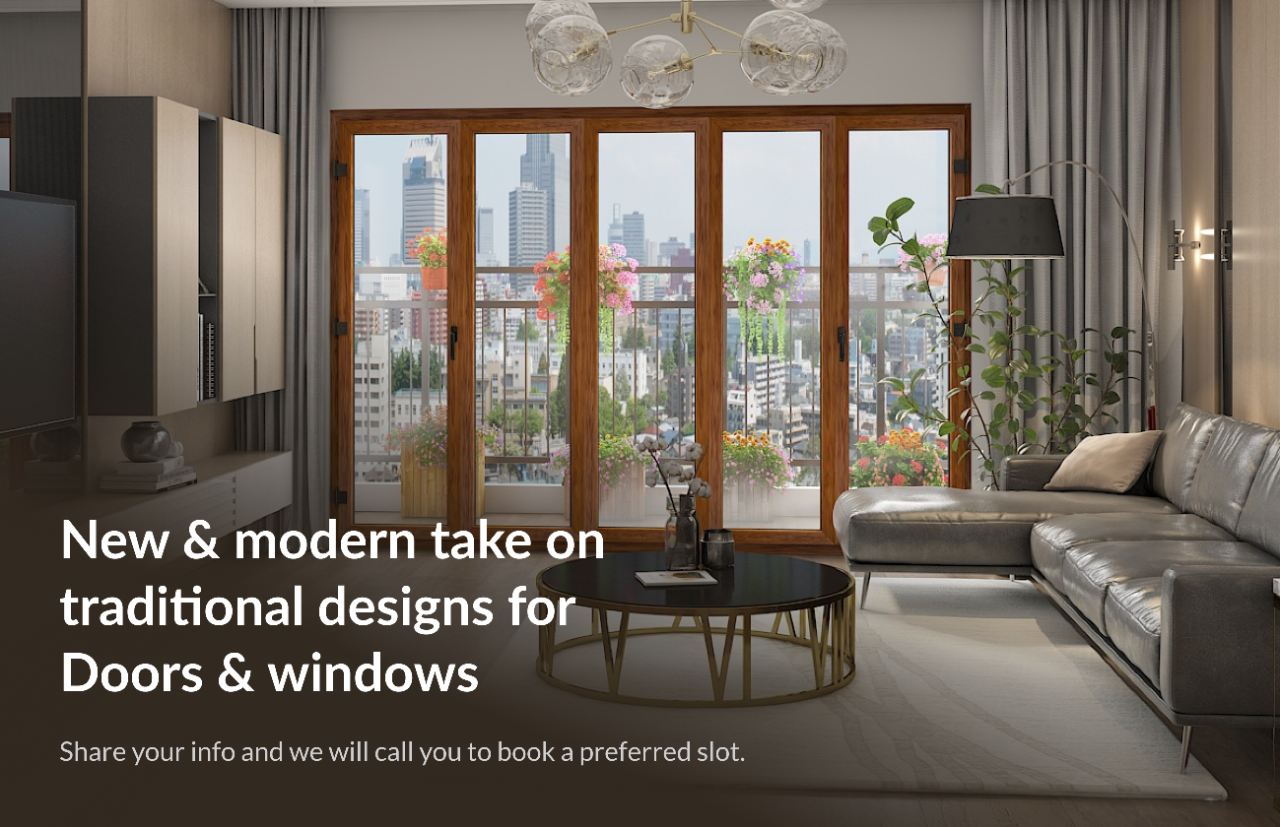 New & modern take on
traditional designs for
Doors & windows
Share your info and we will call you to book a preferred slot.